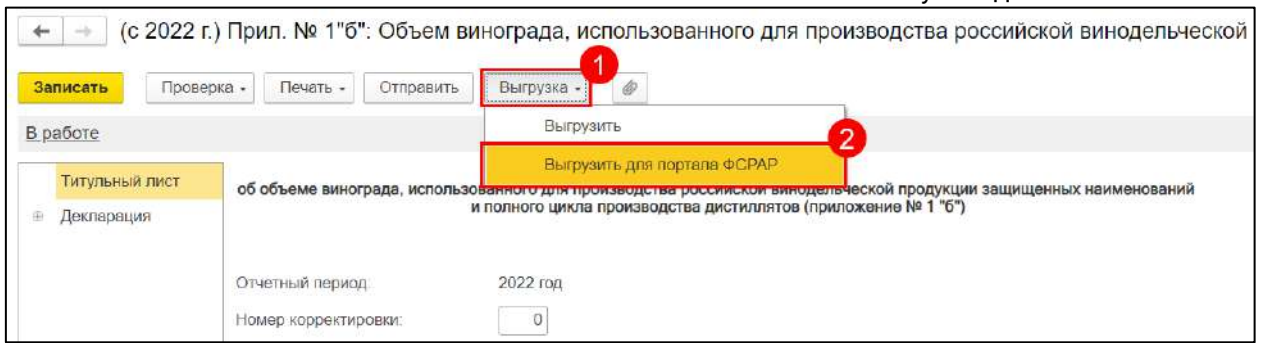 (с 2022 г.) Прил. № 1"б": Объем винограда, использованного для производства российской винодельческой
1
Записать Проверка Печать Отправить Выгрузка
В работе
Выгрузить
2
Выгрузить для портала ФСРАР
Титульный лист
Декларация
об объеме винограда, использованного для производства российской винодельческой продукции защищенных наименований
и полного цикла производства дистиллятов (приложение № 1 "б")
Отчетный период: 2022 год
Номер корректировки: 0